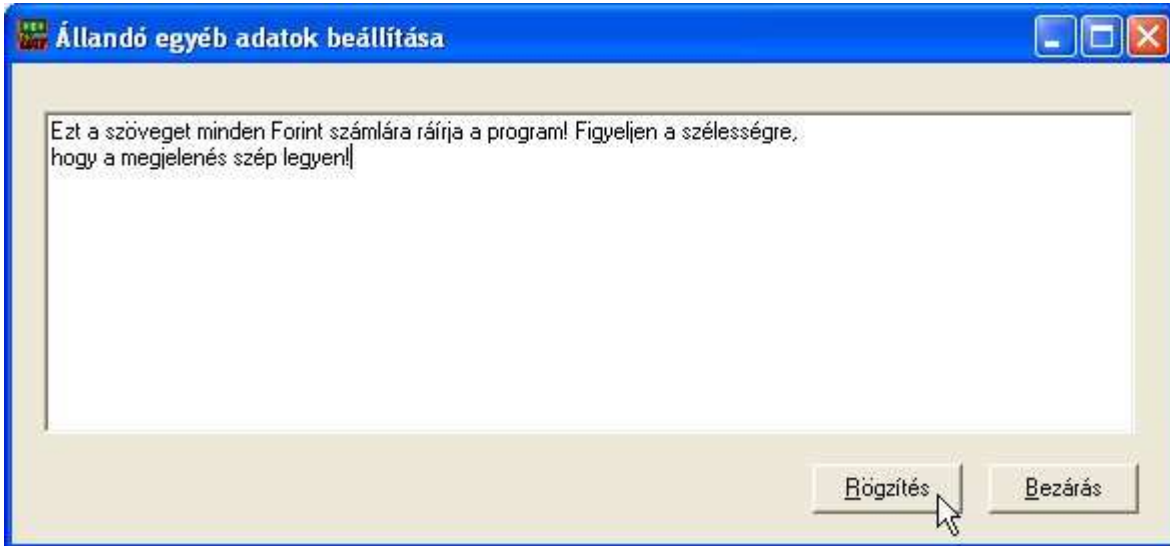 Állandó egyéb adatok beállítása
Ezt a szöveget minden Forint számlára ráírja a program! Figyeljen a szélességre,
hogy a megjelenés szép legyen!
Rögzítés Bezárás